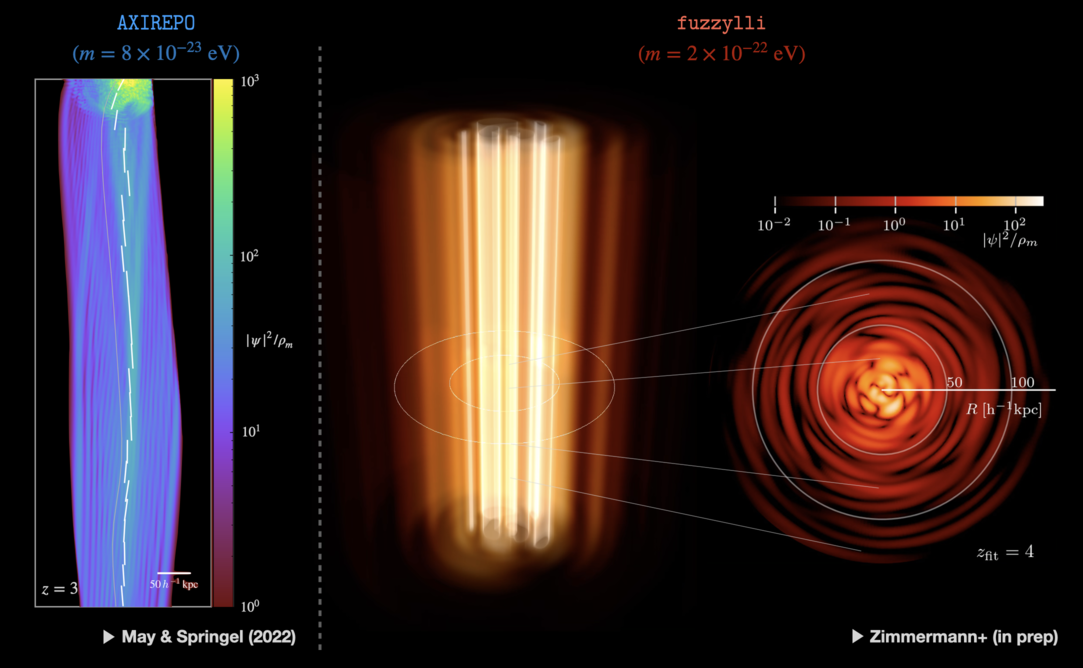 AXIREPO
(m = 8 × 10⁻²³ eV)
10³
10²
|ψ|²/ρₘ
10¹
10⁰
z = 3
50 h⁻¹ kpc
▶ May & Springel (2022)
fuzzylli
(m = 2 × 10⁻²² eV)
10⁻² 10⁻¹ 10⁰ 10¹ 10²
|ψ|²/ρₘ
50 100
R [h⁻¹kpc]
z_fit = 4
▶ Zimmermann+ (in prep)